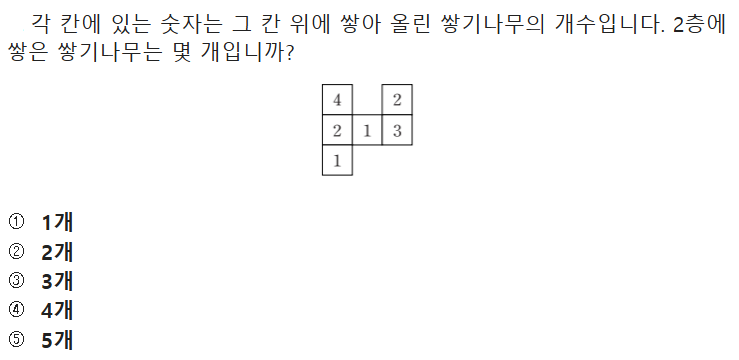 각 칸에 있는 숫자는 그 칸 위에 쌓아 올린 쌓기나무의 개수입니다. 2층에
쌓은 쌓기나무는 몇 개입니까?
4 2
2 1 3
1
① 1개
② 2개
③ 3개
④ 4개
⑤ 5개